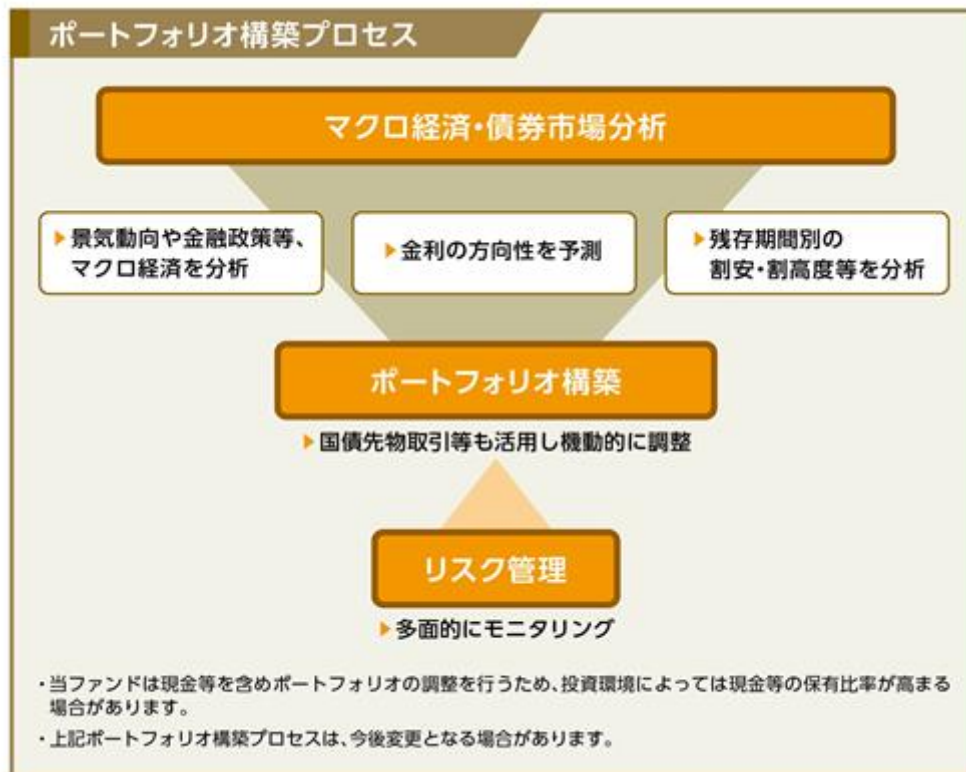 ポートフォリオ構築プロセス
マクロ経済・債券市場分析
▶景気動向や金融政策等、
マクロ経済を分析
▶金利の方向性を予測
▶残存期間別の
割安・割高度等を分析
ポートフォリオ構築
▶国債先物取引等も活用し機動的に調整
リスク管理
▶多面的にモニタリング
・当ファンドは現金等を含めポートフォリオの調整を行うため、投資環境によっては現金等の保有比率が高まる
場合があります。
・上記ポートフォリオ構築プロセスは、今後変更となる場合があります。